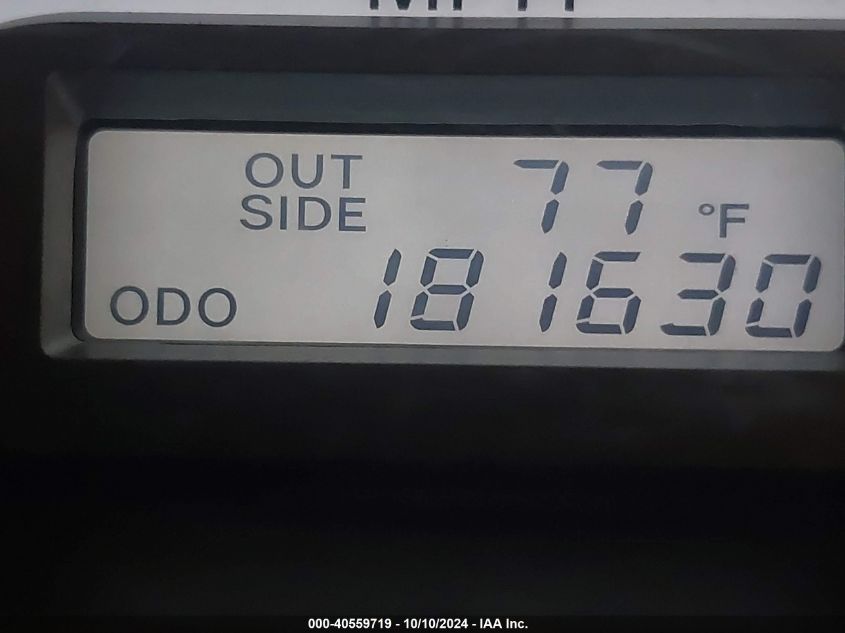 OUT 77
SIDE °F
ODO 181630
000-40559719 - 10/10/2024 - IAA Inc.